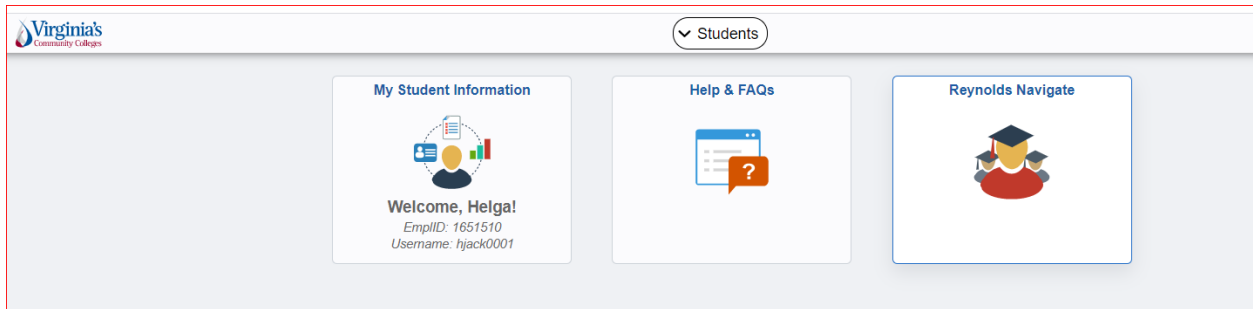 Virginia's
Community Colleges
Students
My Student Information
Welcome, Helga!
EmplID: 1651510
Username: hjack0001
Help & FAQs
?
Reynolds Navigate